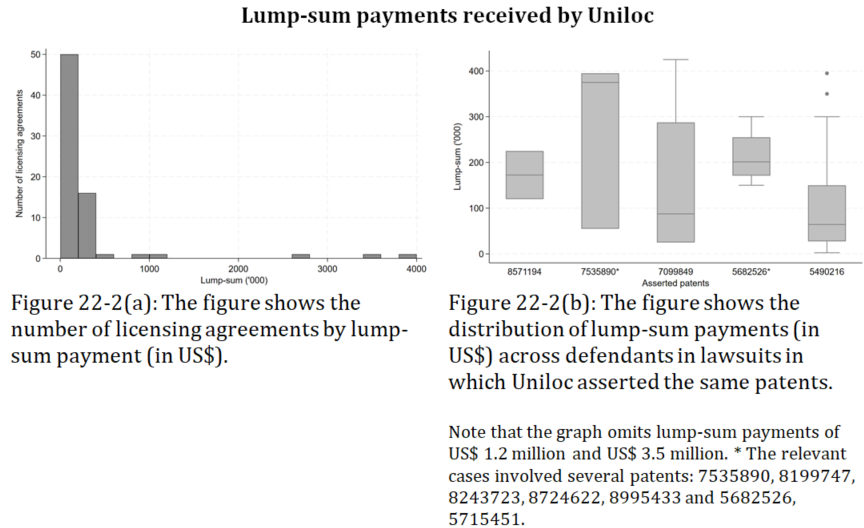 Lump-sum payments received by Uniloc
50
40
30
20
10
0
Number of licensing agreements
0 1000 2000 3000 4000
Lump-sum ('000)
Figure 22-2(a): The figure shows the
number of licensing agreements by lump-
sum payment (in US$).
400
300
200
100
0
Lump-sum ('000)
8571194 7535890* 7099849 5682526* 5490216
Asserted patents
Figure 22-2(b): The figure shows the
distribution of lump-sum payments (in
US$) across defendants in lawsuits in
which Uniloc asserted the same patents.
Note that the graph omits lump-sum payments of
US$ 1.2 million and US$ 3.5 million. * The relevant
cases involved several patents: 7535890, 8199747,
8243723, 8724622, 8995433 and 5682526,
5715451.